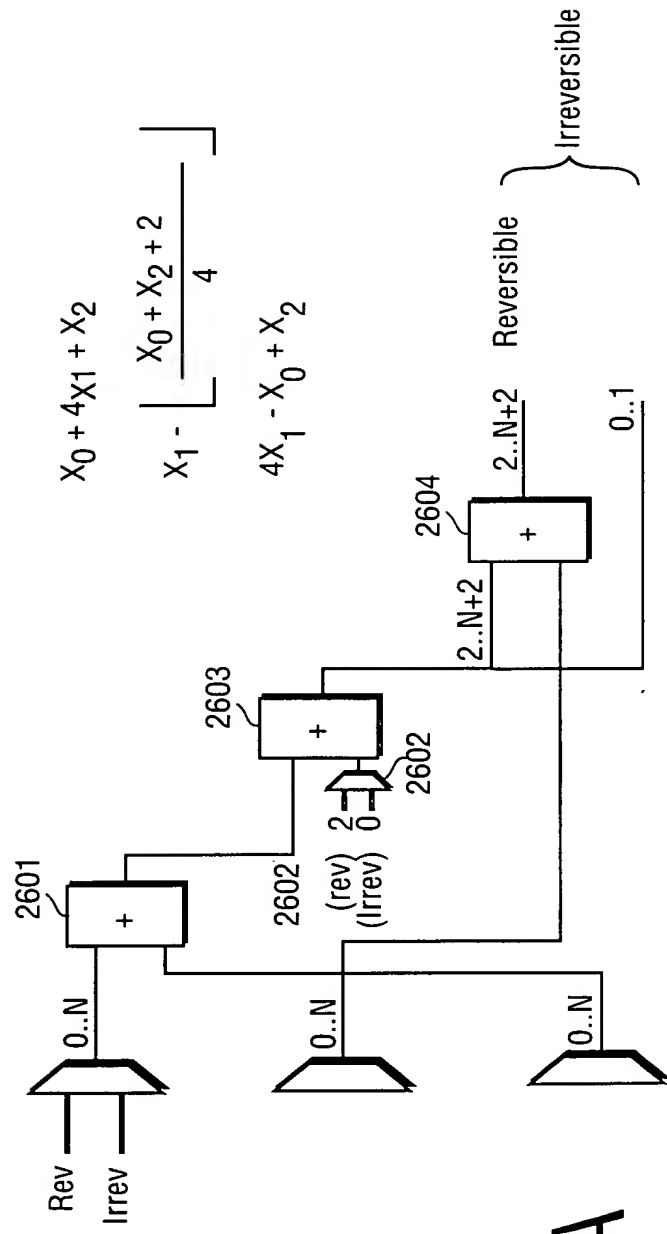 Rev
Irrev
0..N
0..N
0..N
2601
+
2602
(rev) 2
(Irrev) 0
2602
2603
+
2..N+2
2604
+
2..N+2
0..1
Reversible
Irreversible
X0 + 4X1 + X2
X1 - [ X0 + X2 + 2
4 ]
4X1 - X0 + X2